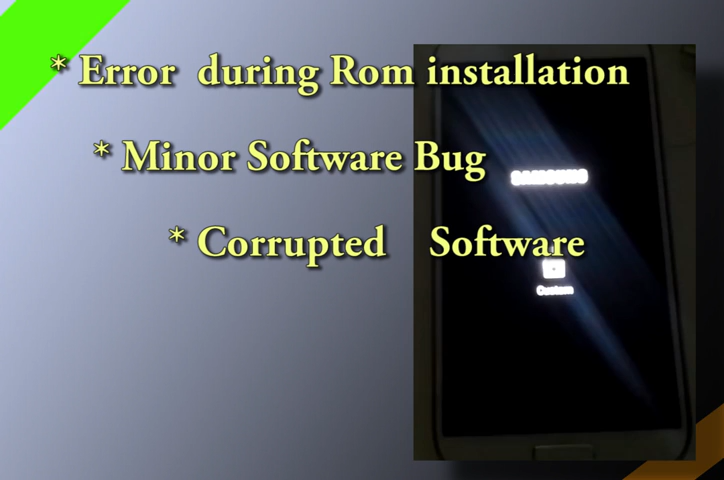 * Error during Rom installation
* Minor Software Bug
SAMSUNG
* Corrupted Software
Custom